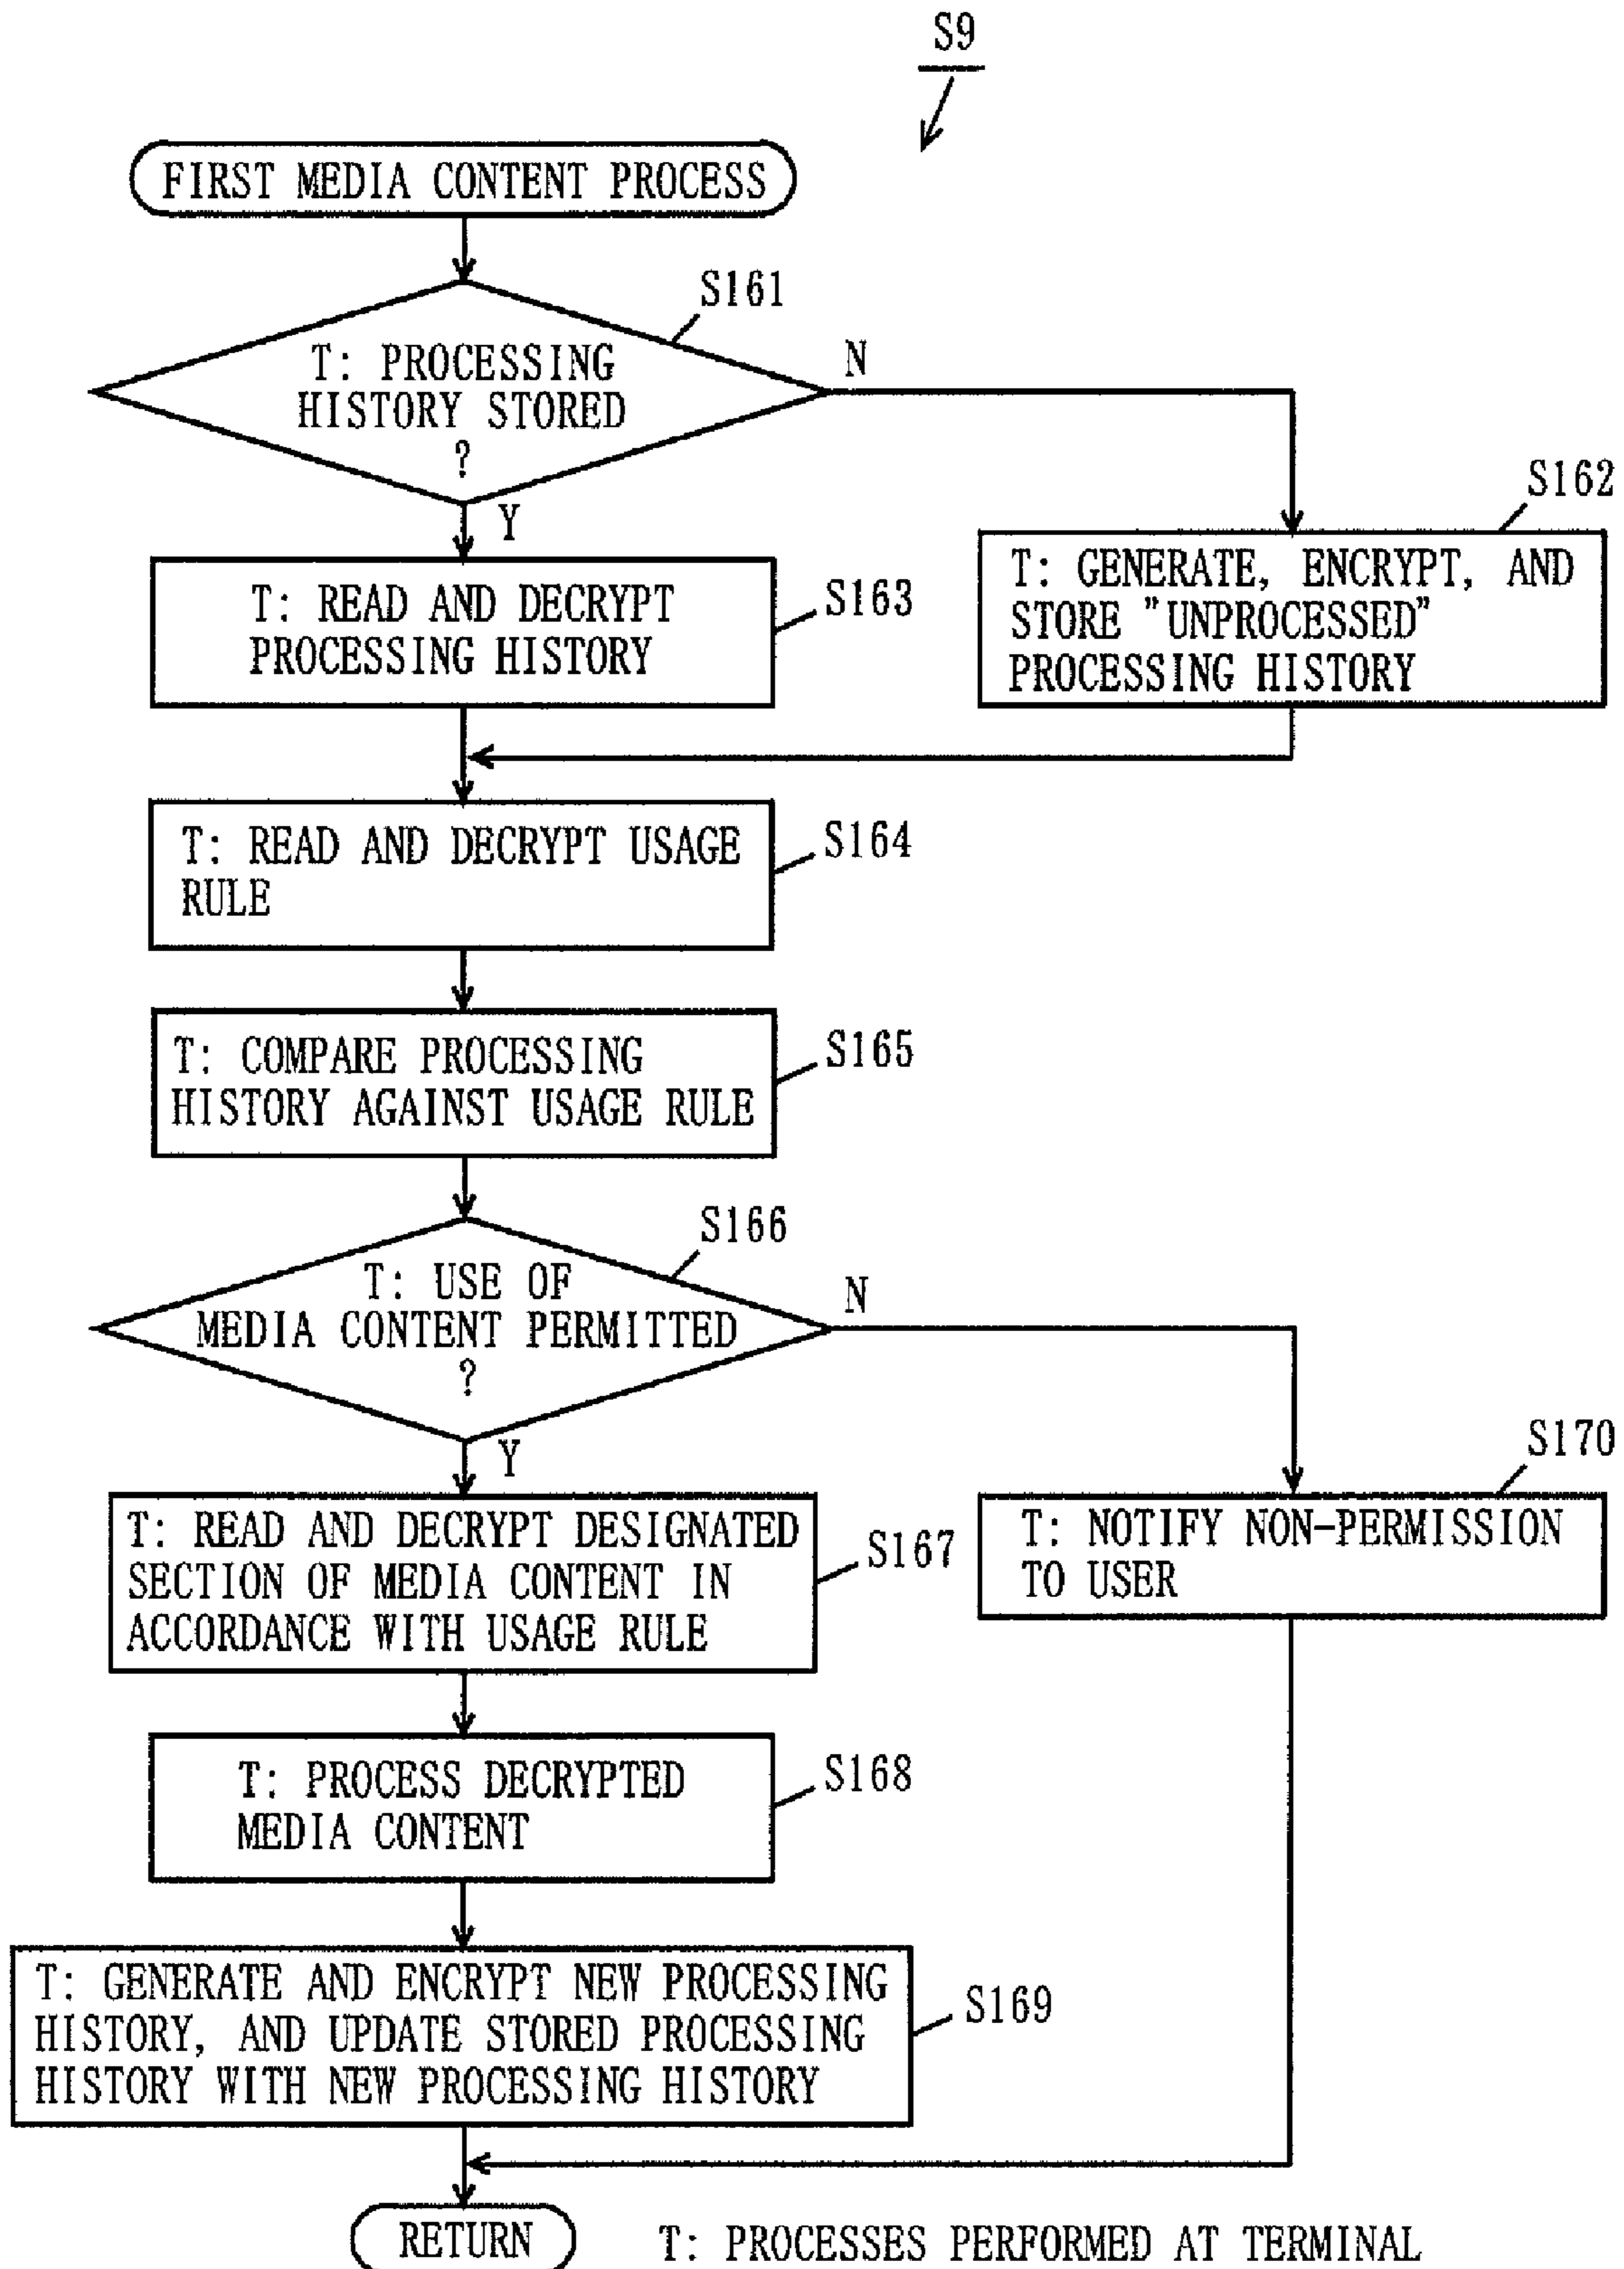 S9
FIRST MEDIA CONTENT PROCESS
S161
T: PROCESSING
HISTORY STORED
?
N
Y
S162
T: GENERATE, ENCRYPT, AND
STORE "UNPROCESSED"
PROCESSING HISTORY
S163
T: READ AND DECRYPT
PROCESSING HISTORY
S164
T: READ AND DECRYPT USAGE
RULE
S165
T: COMPARE PROCESSING
HISTORY AGAINST USAGE RULE
S166
T: USE OF
MEDIA CONTENT PERMITTED
?
N
Y
S170
T: NOTIFY NON-PERMISSION
TO USER
S167
T: READ AND DECRYPT DESIGNATED
SECTION OF MEDIA CONTENT IN
ACCORDANCE WITH USAGE RULE
S168
T: PROCESS DECRYPTED
MEDIA CONTENT
S169
T: GENERATE AND ENCRYPT NEW PROCESSING
HISTORY, AND UPDATE STORED PROCESSING
HISTORY WITH NEW PROCESSING HISTORY
RETURN
T: PROCESSES PERFORMED AT TERMINAL